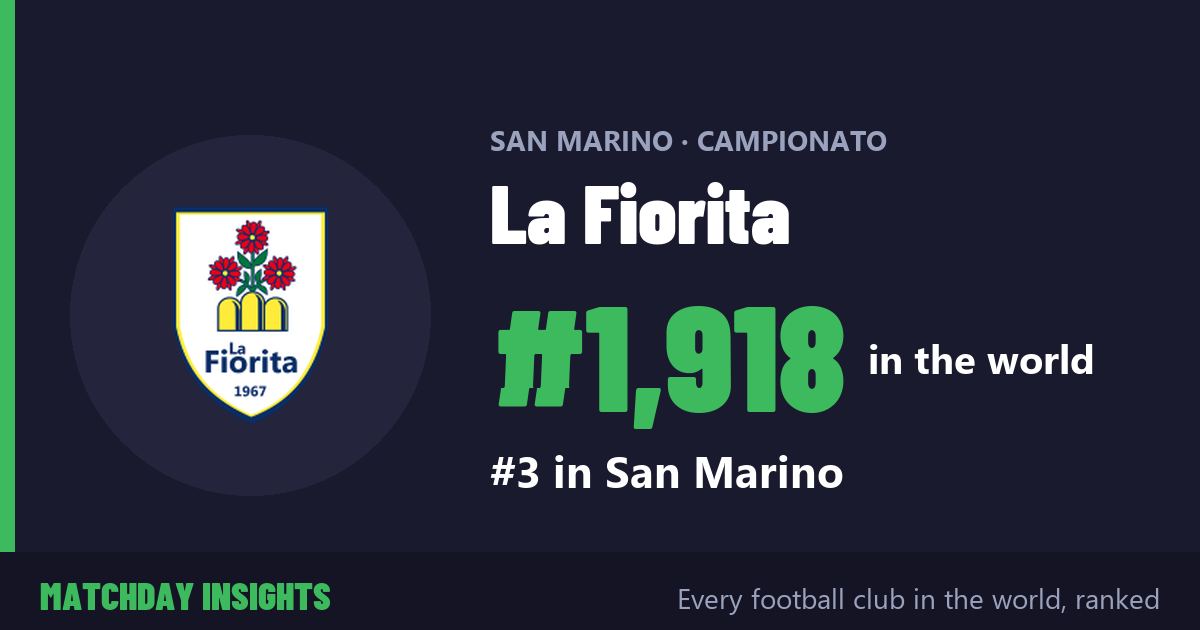 SAN MARINO · CAMPIONATO
La Fiorita
#1,918 in the world
#3 in San Marino
La
Fiorita
1967
MATCHDAY INSIGHTS
Every football club in the world, ranked